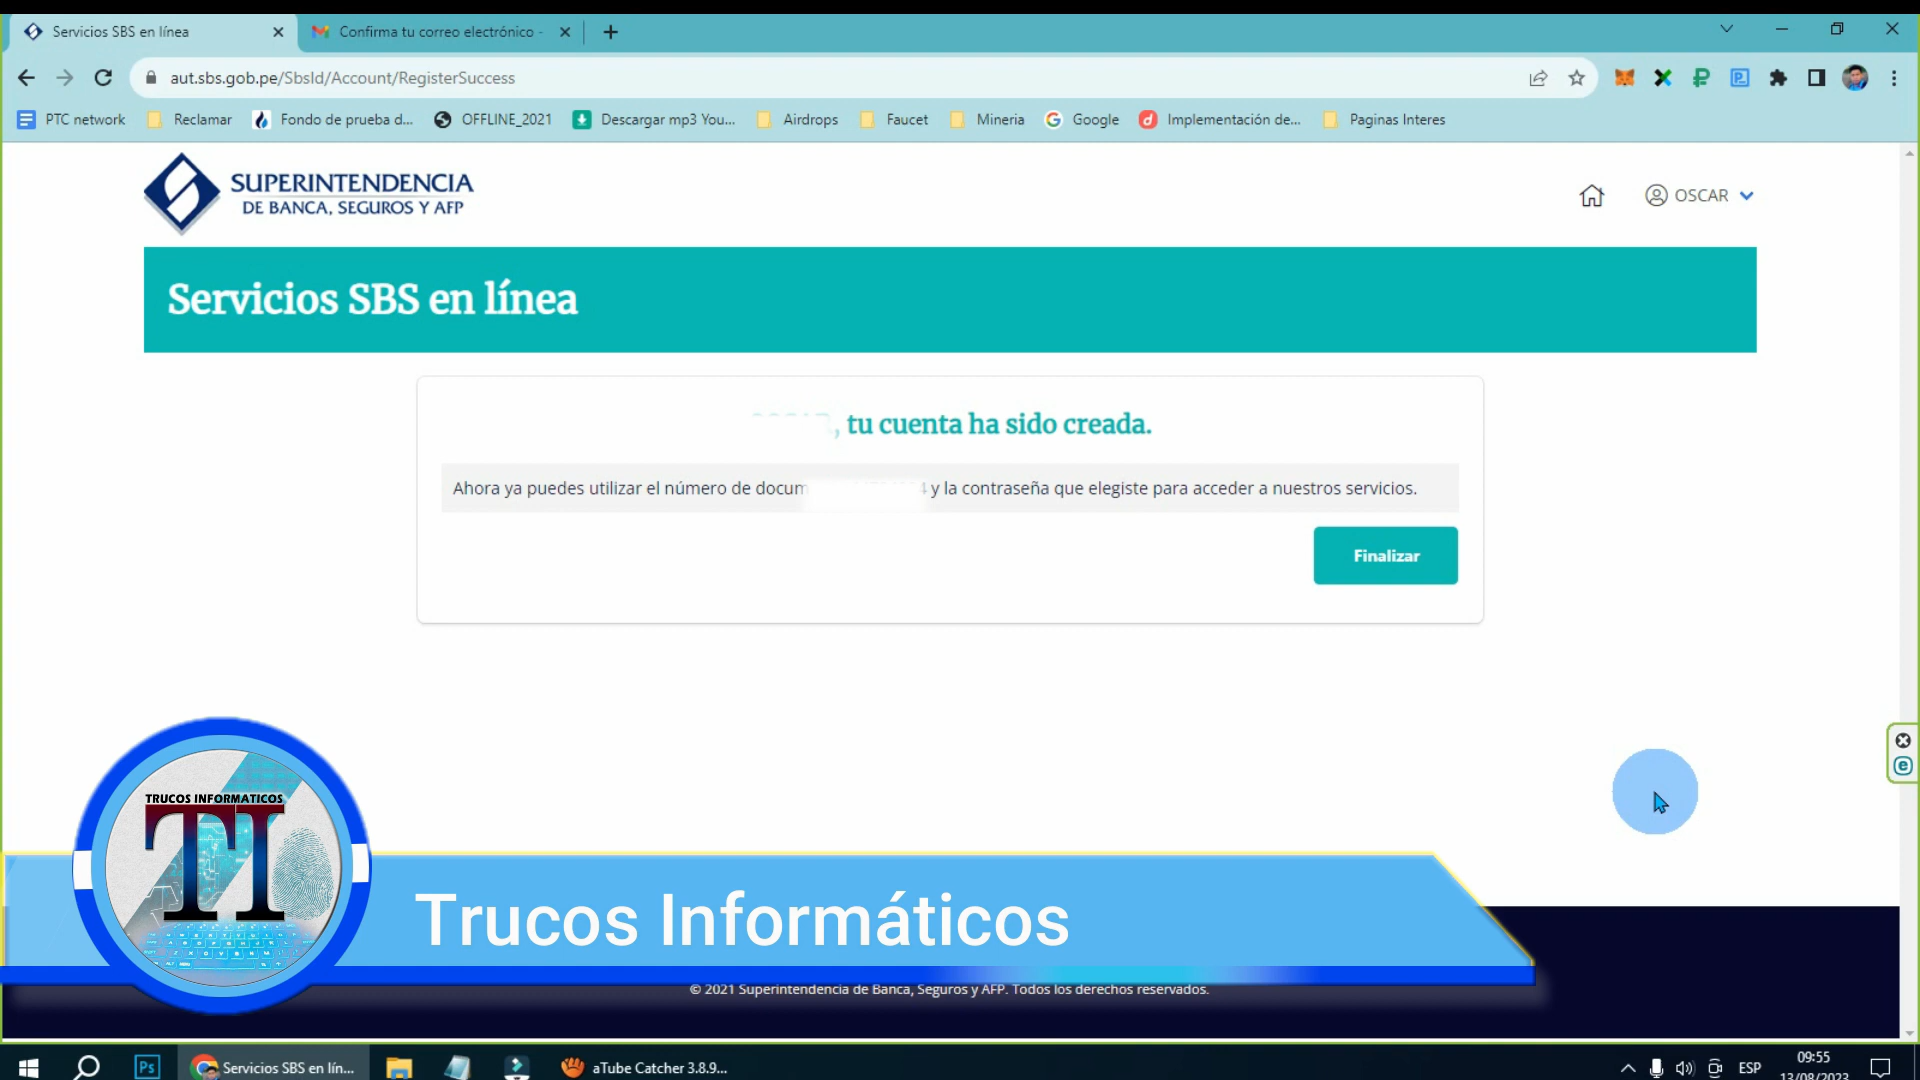 Servicios SBS en línea
Confirma tu correo electrónico -
aut.sbs.gob.pe/SbsId/Account/RegisterSuccess
PTC network
Reclamar
Fondo de prueba d...
OFFLINE_2021
Descargar mp3 You...
Airdrops
Faucet
Mineria
Google
Implementación de...
Paginas Interes
SUPERINTENDENCIA
DE BANCA, SEGUROS Y AFP
OSCAR
Servicios SBS en línea
, tu cuenta ha sido creada.
Ahora ya puedes utilizar el número de docum y la contraseña que elegiste para acceder a nuestros servicios.
Finalizar
TRUCOS INFORMATICOS
TI
Trucos Informáticos
© 2021 Superintendencia de Banca, Seguros y AFP. Todos los derechos reservados.
Ps
Servicios SBS en lín...
aTube Catcher 3.8.9...
ESP
09:55
13/08/2023